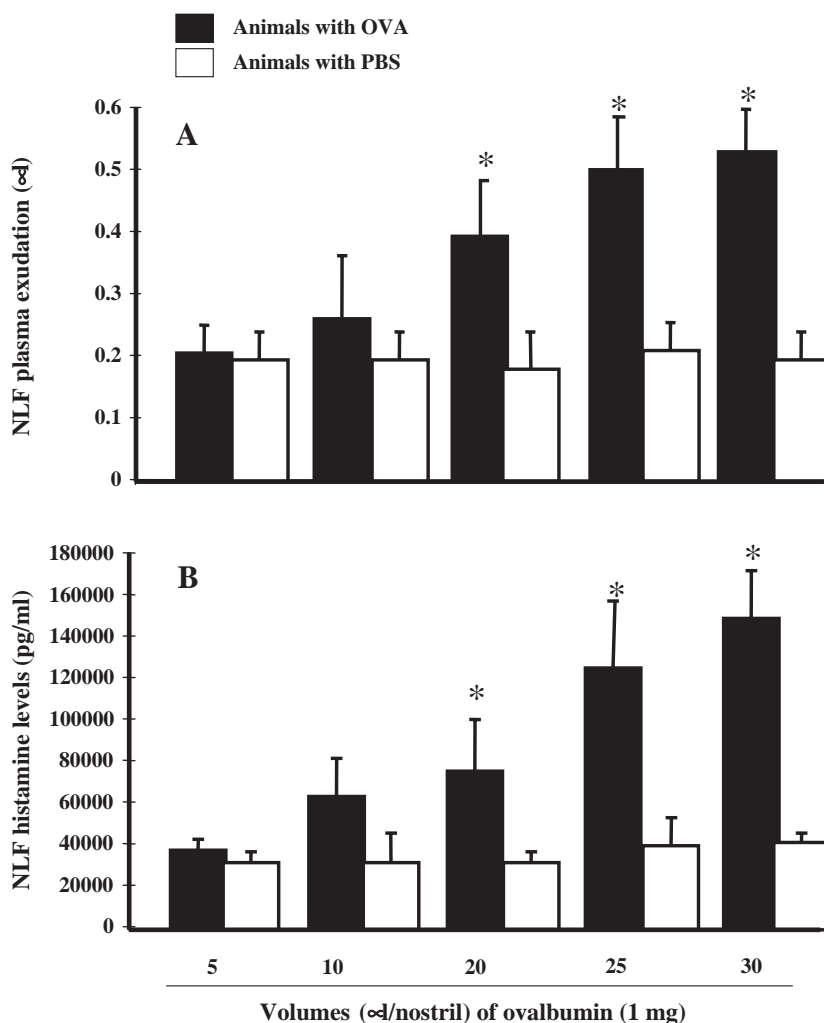 Animals with OVA
Animals with PBS
A
NLF plasma exudation (∝l)
0.6
0.5
0.4
0.3
0.2
0.1
0
*
*
*
B
NLF histamine levels (pg/ml)
180000
160000
140000
120000
100000
80000
60000
40000
20000
0
*
*
*
5 10 20 25 30
Volumes (∝l/nostril) of ovalbumin (1 mg)